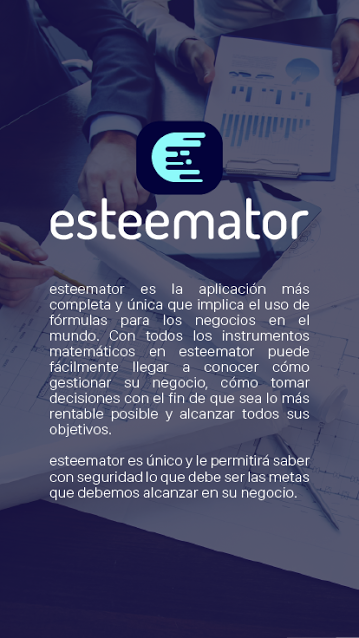 esteemator
esteemator es la aplicación más
completa y única que implica el uso de
fórmulas para los negocios en el
mundo. Con todos los instrumentos
matemáticos en esteemator puede
fácilmente llegar a conocer cómo
gestionar su negocio, cómo tomar
decisiones con el fin de que sea lo más
rentable posible y alcanzar todos sus
objetivos.
esteemator es único y le permitirá saber
con seguridad lo que debe ser las metas
que debemos alcanzar en su negocio.